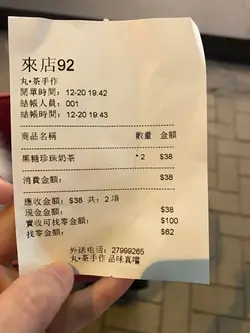 來店92
丸•茶手作
開單時間: 12-20 19:42
結帳人員: 001
結帳時間: 12-20 19:43
商品名稱 數量 金額
黑糖珍珠奶茶 *2 $38
消費金額: $38
應收金額: $38 共: 2項
現金金額: $38
實收可找零金額: $100
找零金額: $62
外送电话: 27999265
丸•茶手作 品味真嚐